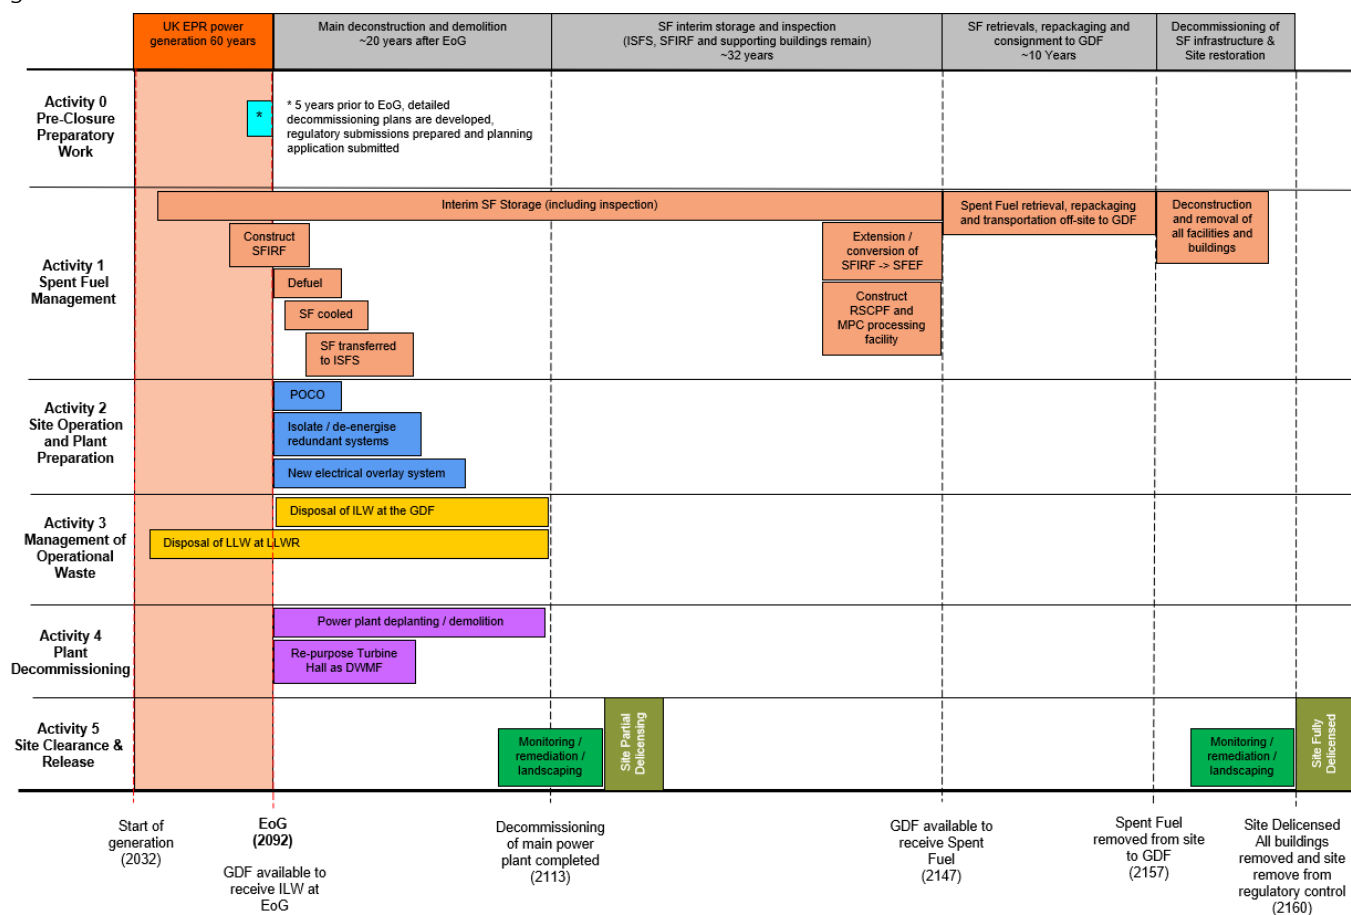 UK EPR power
generation 60 years
Main deconstruction and demolition
~20 years after EoG
SF interim storage and inspection
(ISFS, SFIRF and supporting buildings remain)
~32 years
SF retrievals, repackaging and
consignment to GDF
~10 Years
Decommissioning of
SF infrastructure &
Site restoration
Activity 0
Pre-Closure
Preparatory
Work
*
* 5 years prior to EoG, detailed
decommissioning plans are developed,
regulatory submissions prepared and planning
application submitted
Activity 1
Spent Fuel
Management
Interim SF Storage (including inspection)
Spent Fuel retrieval, repackaging
and transportation off-site to GDF
Deconstruction
and removal of
all facilities and
buildings
Construct
SFIRF
Extension /
conversion of
SFIRF -> SFEF
Defuel
SF cooled
Construct
RSCPF and
MPC processing
facility
SF transferred
to ISFS
Activity 2
Site Operation
and Plant
Preparation
POCO
Isolate / de-energise
redundant systems
New electrical overlay system
Activity 3
Management of
Operational
Waste
Disposal of ILW at the GDF
Disposal of LLW at LLWR
Activity 4
Plant
Decommissioning
Power plant deplanting / demolition
Re-purpose Turbine
Hall as DWMF
Activity 5
Site Clearance &
Release
Monitoring /
remediation /
landscaping
Site Partial
Delicensing
Monitoring /
remediation /
landscaping
Site Fully
Delicensed
Start of
generation
(2032)
EoG
(2092)
GDF available to
receive ILW at
EoG
Decommissioning
of main power
plant completed
(2113)
GDF available to
receive Spent
Fuel
(2147)
Spent Fuel
removed from site
to GDF
(2157)
Site Delicensed
All buildings
removed and site
remove from
regulatory control
(2160)